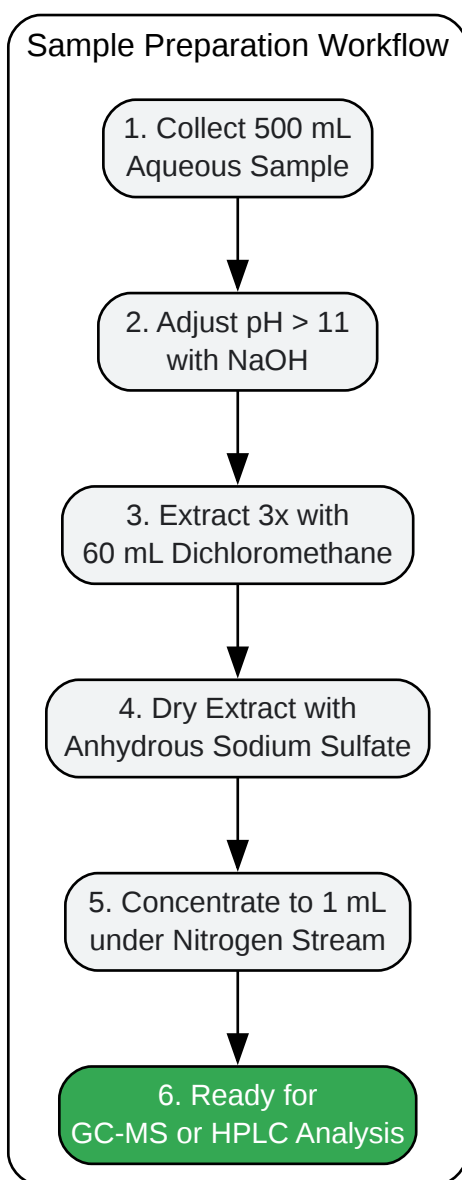 Sample Preparation Workflow
1. Collect 500 mL
Aqueous Sample
2. Adjust pH > 11
with NaOH
3. Extract 3x with
60 mL Dichloromethane
4. Dry Extract with
Anhydrous Sodium Sulfate
5. Concentrate to 1 mL
under Nitrogen Stream
6. Ready for
GC-MS or HPLC Analysis